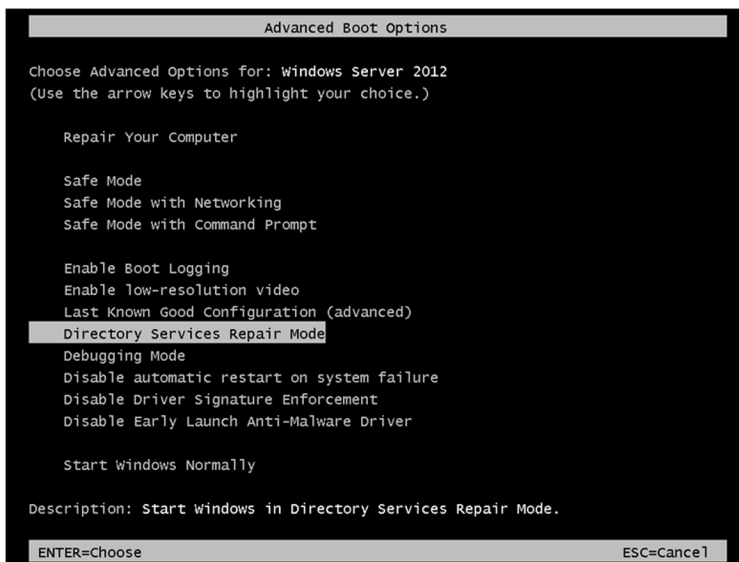 Advanced Boot Options
Choose Advanced Options for: Windows Server 2012
(Use the arrow keys to highlight your choice.)
Repair Your Computer
Safe Mode
Safe Mode with Networking
Safe Mode with Command Prompt
Enable Boot Logging
Enable low-resolution video
Last Known Good Configuration (advanced)
Directory Services Repair Mode
Debugging Mode
Disable automatic restart on system failure
Disable Driver Signature Enforcement
Disable Early Launch Anti-Malware Driver
Start Windows Normally
Description: Start Windows in Directory Services Repair Mode.
ENTER=Choose ESC=Cancel